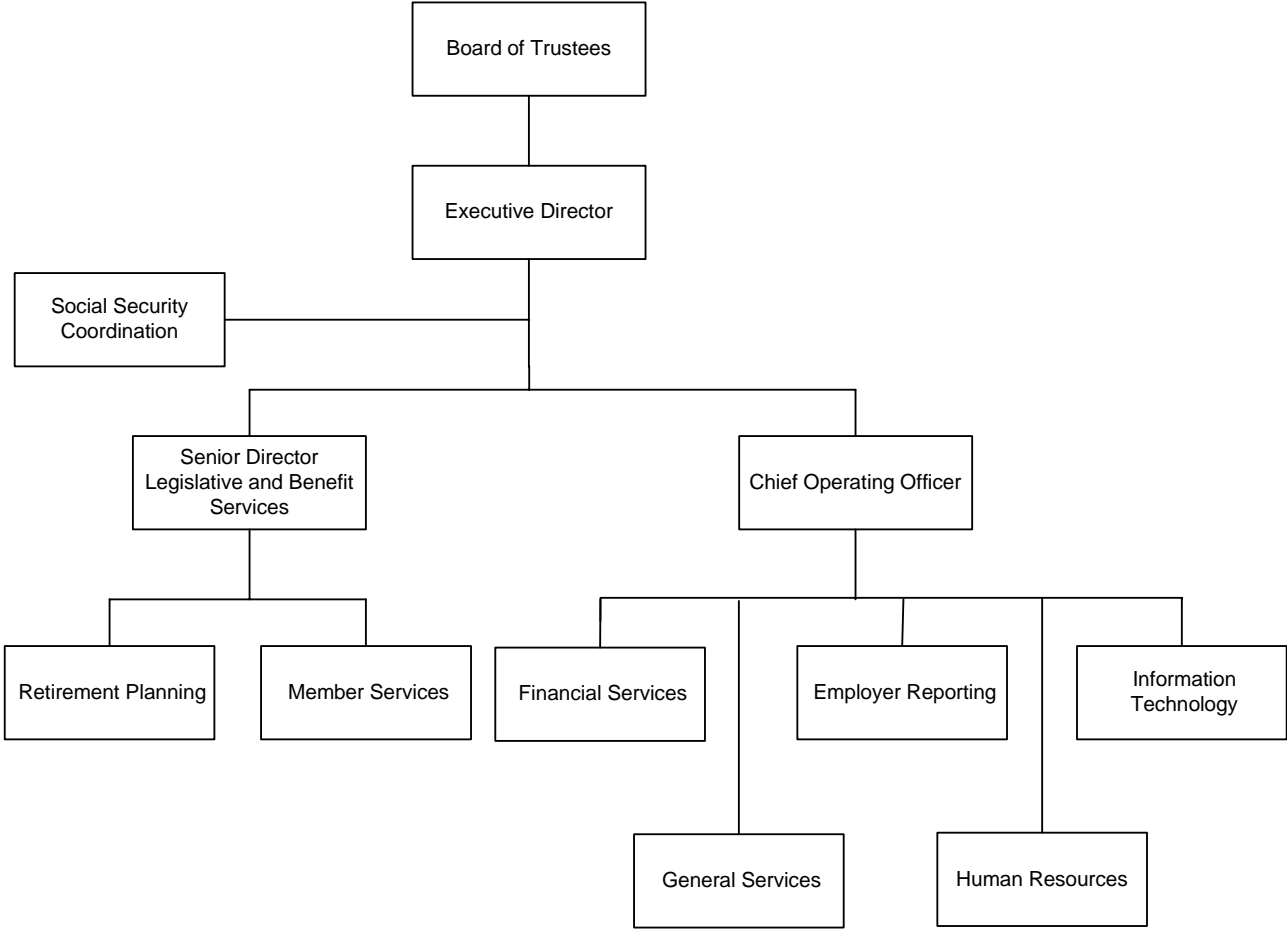 Board of Trustees
Executive Director
Social Security
Coordination
Senior Director
Legislative and Benefit
Services
Chief Operating Officer
Retirement Planning
Member Services
Financial Services
Employer Reporting
Information
Technology
General Services
Human Resources